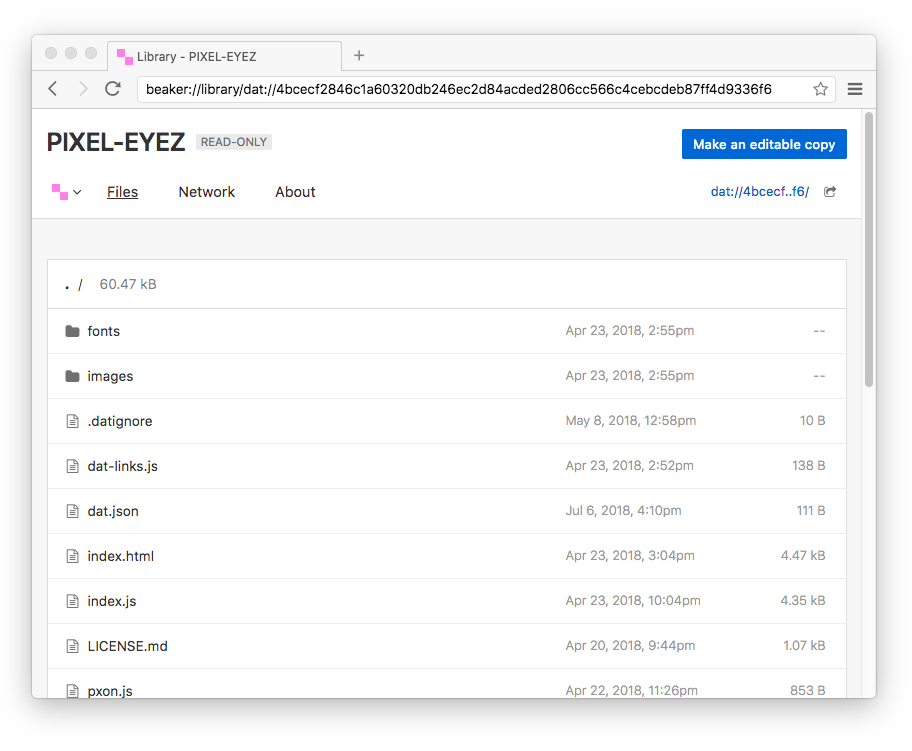 Library - PIXEL-EYEZ
beaker://library/dat://4bcecf2846c1a60320db246ec2d84acded2806cc566c4cebcdeb87ff4d9336f6
PIXEL-EYEZ READ-ONLY Make an editable copy
Files Network About dat://4bcecf..f6/
. / 60.47 kB
fonts Apr 23, 2018, 2:55pm --
images Apr 23, 2018, 2:55pm --
.datignore May 8, 2018, 12:58pm 10 B
dat-links.js Apr 23, 2018, 2:52pm 138 B
dat.json Jul 6, 2018, 4:10pm 111 B
index.html Apr 23, 2018, 3:04pm 4.47 kB
index.js Apr 23, 2018, 10:04pm 4.35 kB
LICENSE.md Apr 20, 2018, 9:44pm 1.07 kB
pxon.js Apr 22, 2018, 11:26pm 853 B